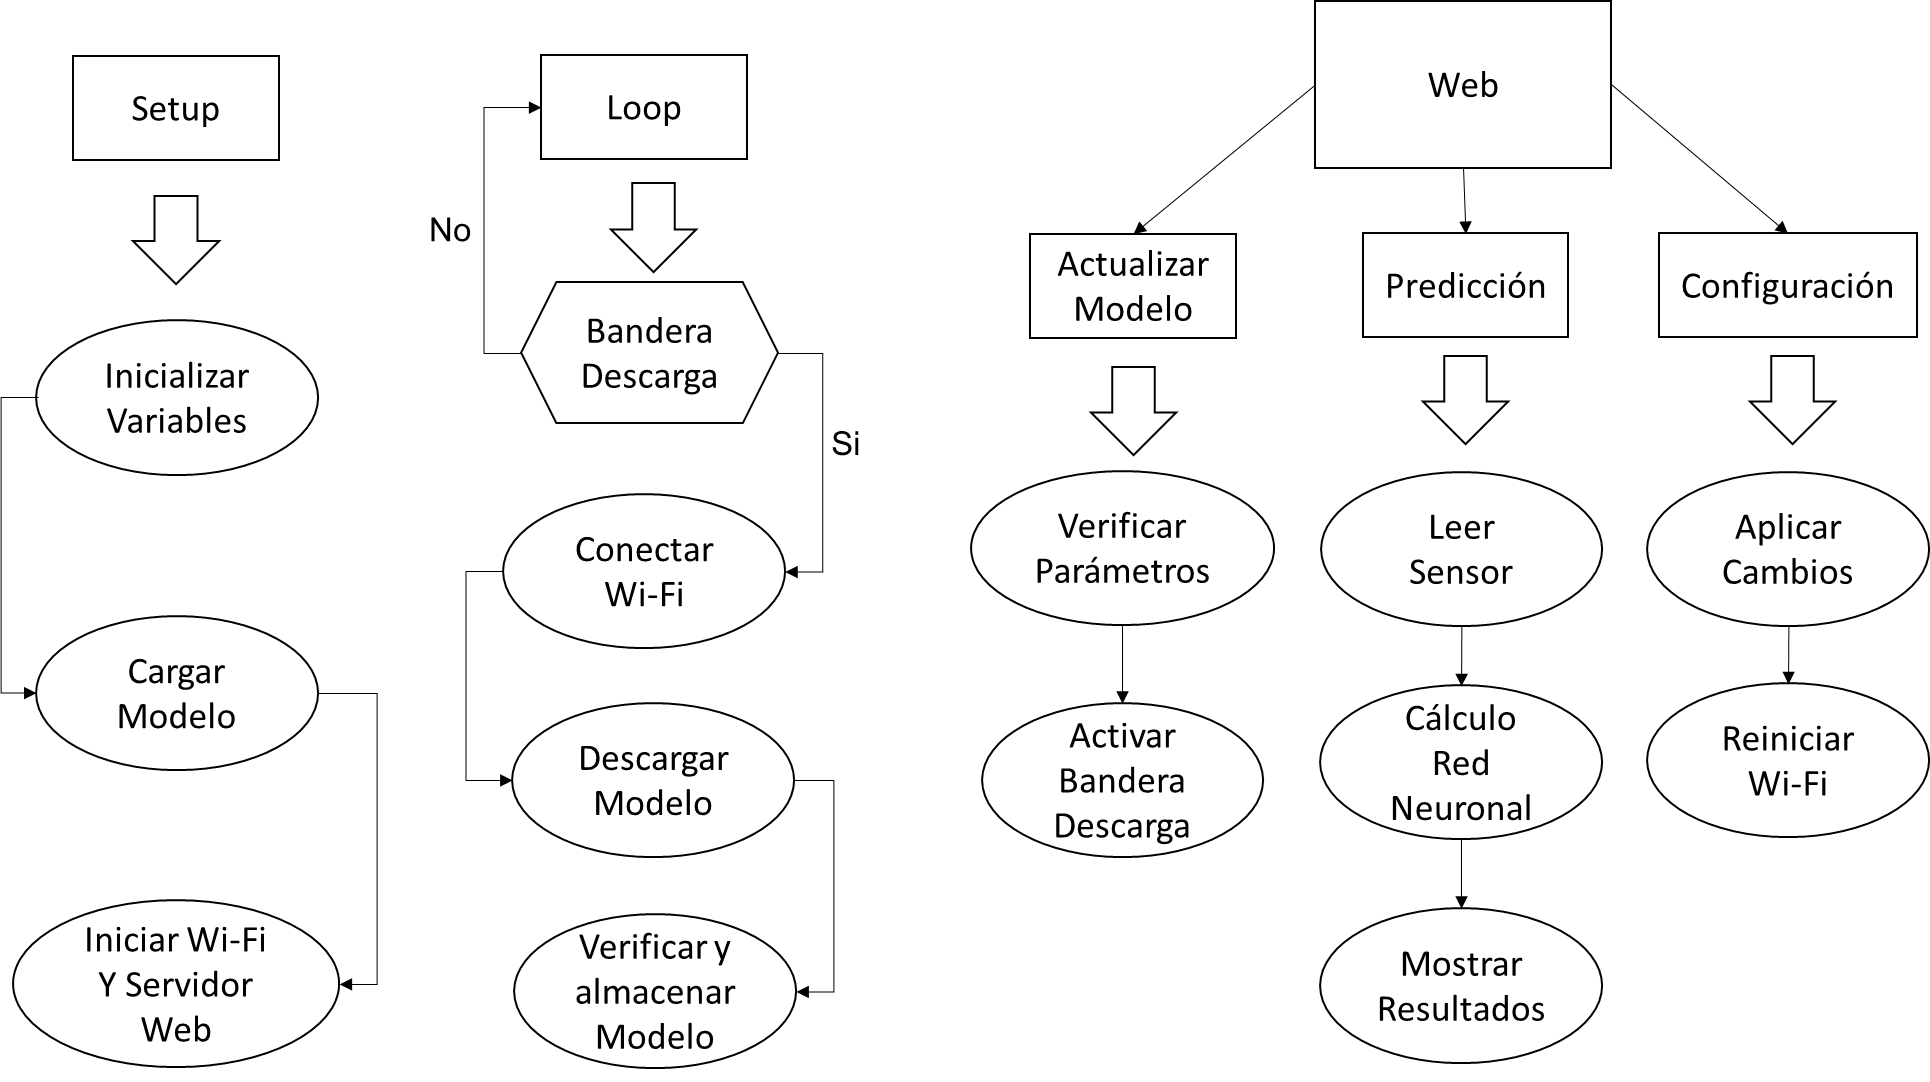 Setup
Inicializar
Variables
Cargar
Modelo
Iniciar Wi-Fi
Y Servidor
Web
Loop
No
Bandera
Descarga
Si
Conectar
Wi-Fi
Descargar
Modelo
Verificar y
almacenar
Modelo
Web
Actualizar
Modelo
Verificar
Parámetros
Activar
Bandera
Descarga
Predicción
Leer
Sensor
Cálculo
Red
Neuronal
Mostrar
Resultados
Configuración
Aplicar
Cambios
Reiniciar
Wi-Fi